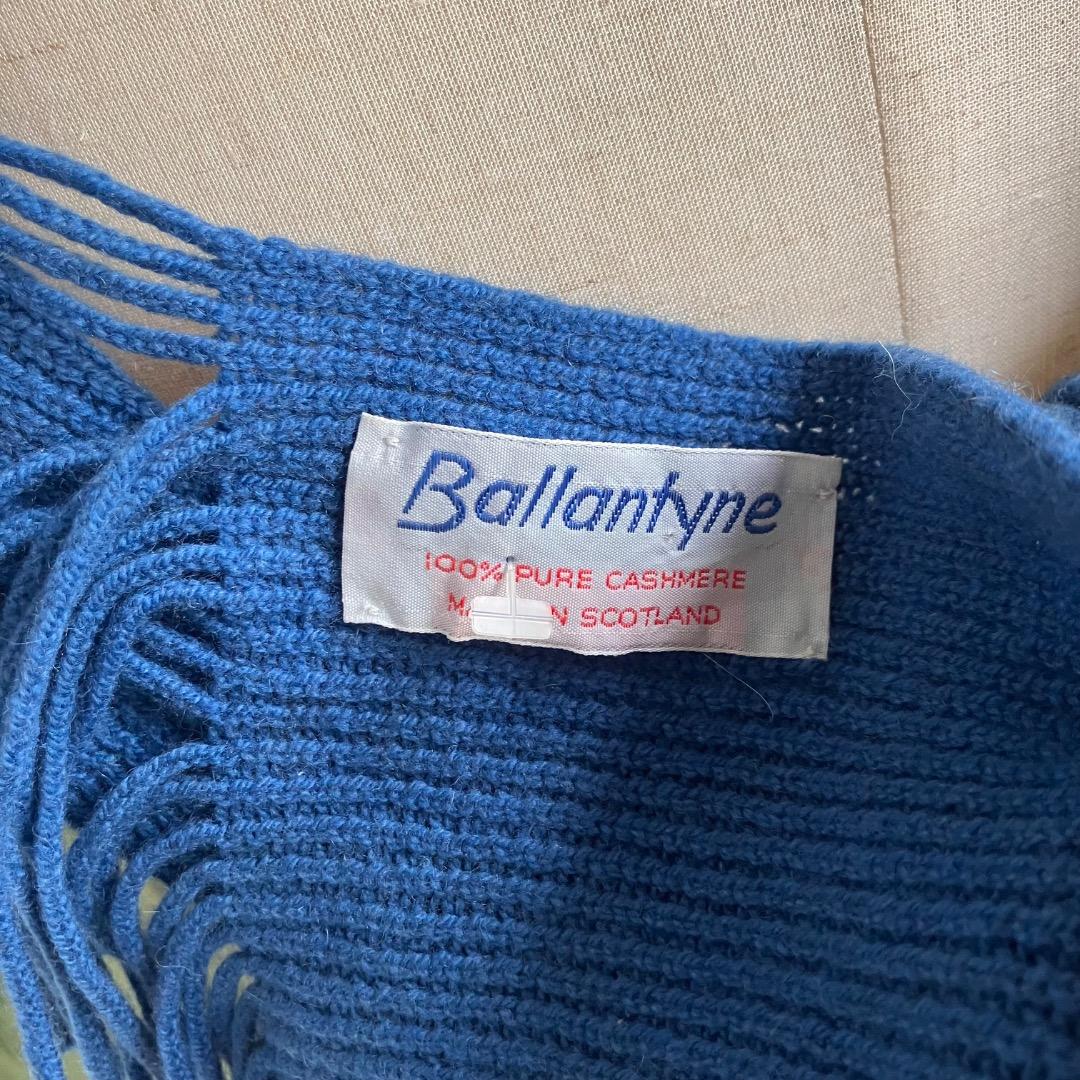 Ballantyne
100% PURE CASHMERE
SCOTLAND